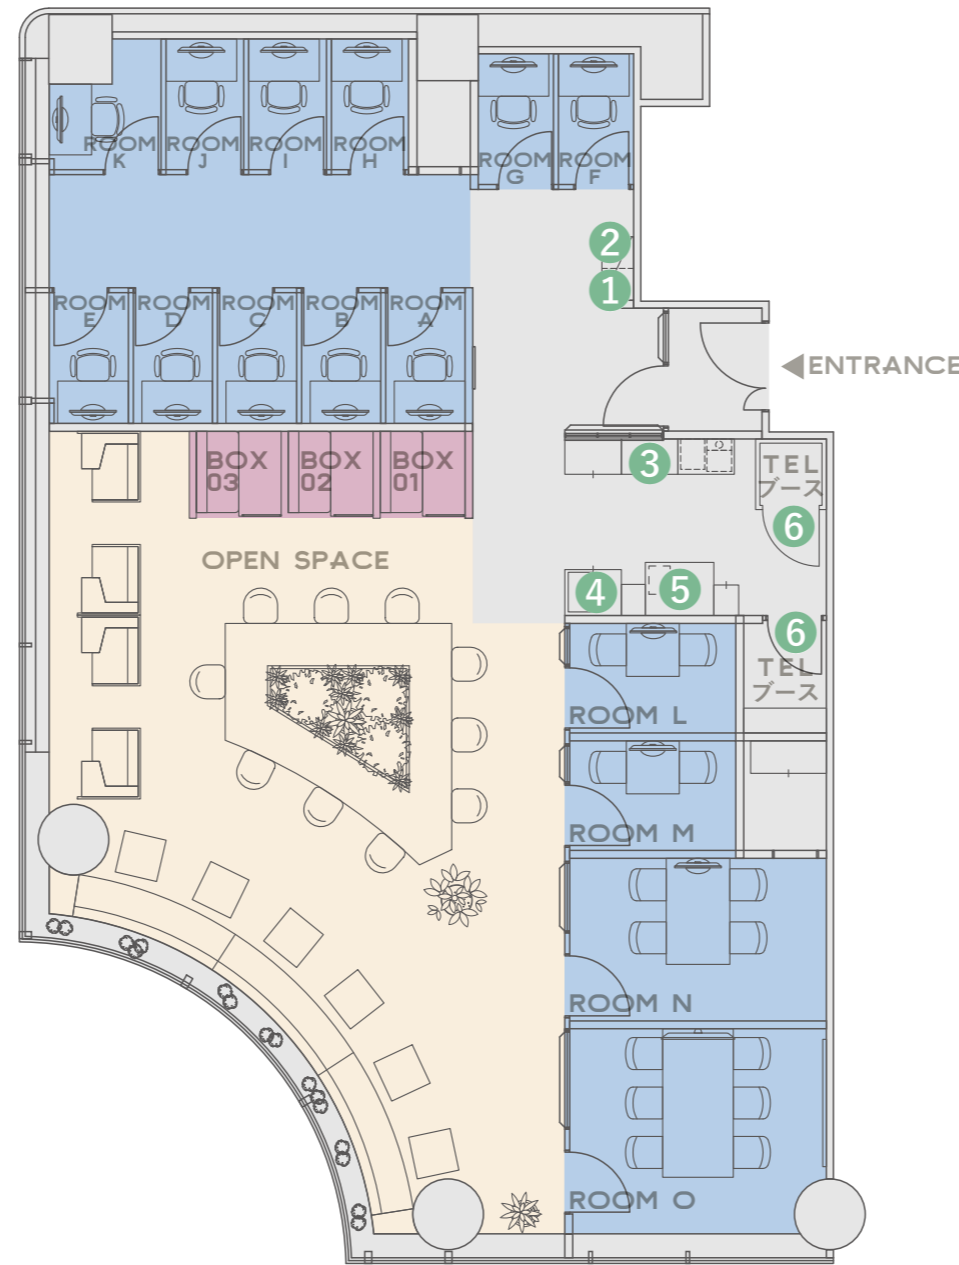 ROOM
K
ROOM
J
ROOM
I
ROOM
H
ROOM
G
ROOM
F
2
1
ROOM
E
ROOM
D
ROOM
C
ROOM
B
ROOM
A
◀ENTRANCE
BOX
03
BOX
02
BOX
01
3
TEL
ブース
6
OPEN SPACE
4
5
6
TEL
ブース
ROOM L
ROOM M
ROOM N
ROOM O